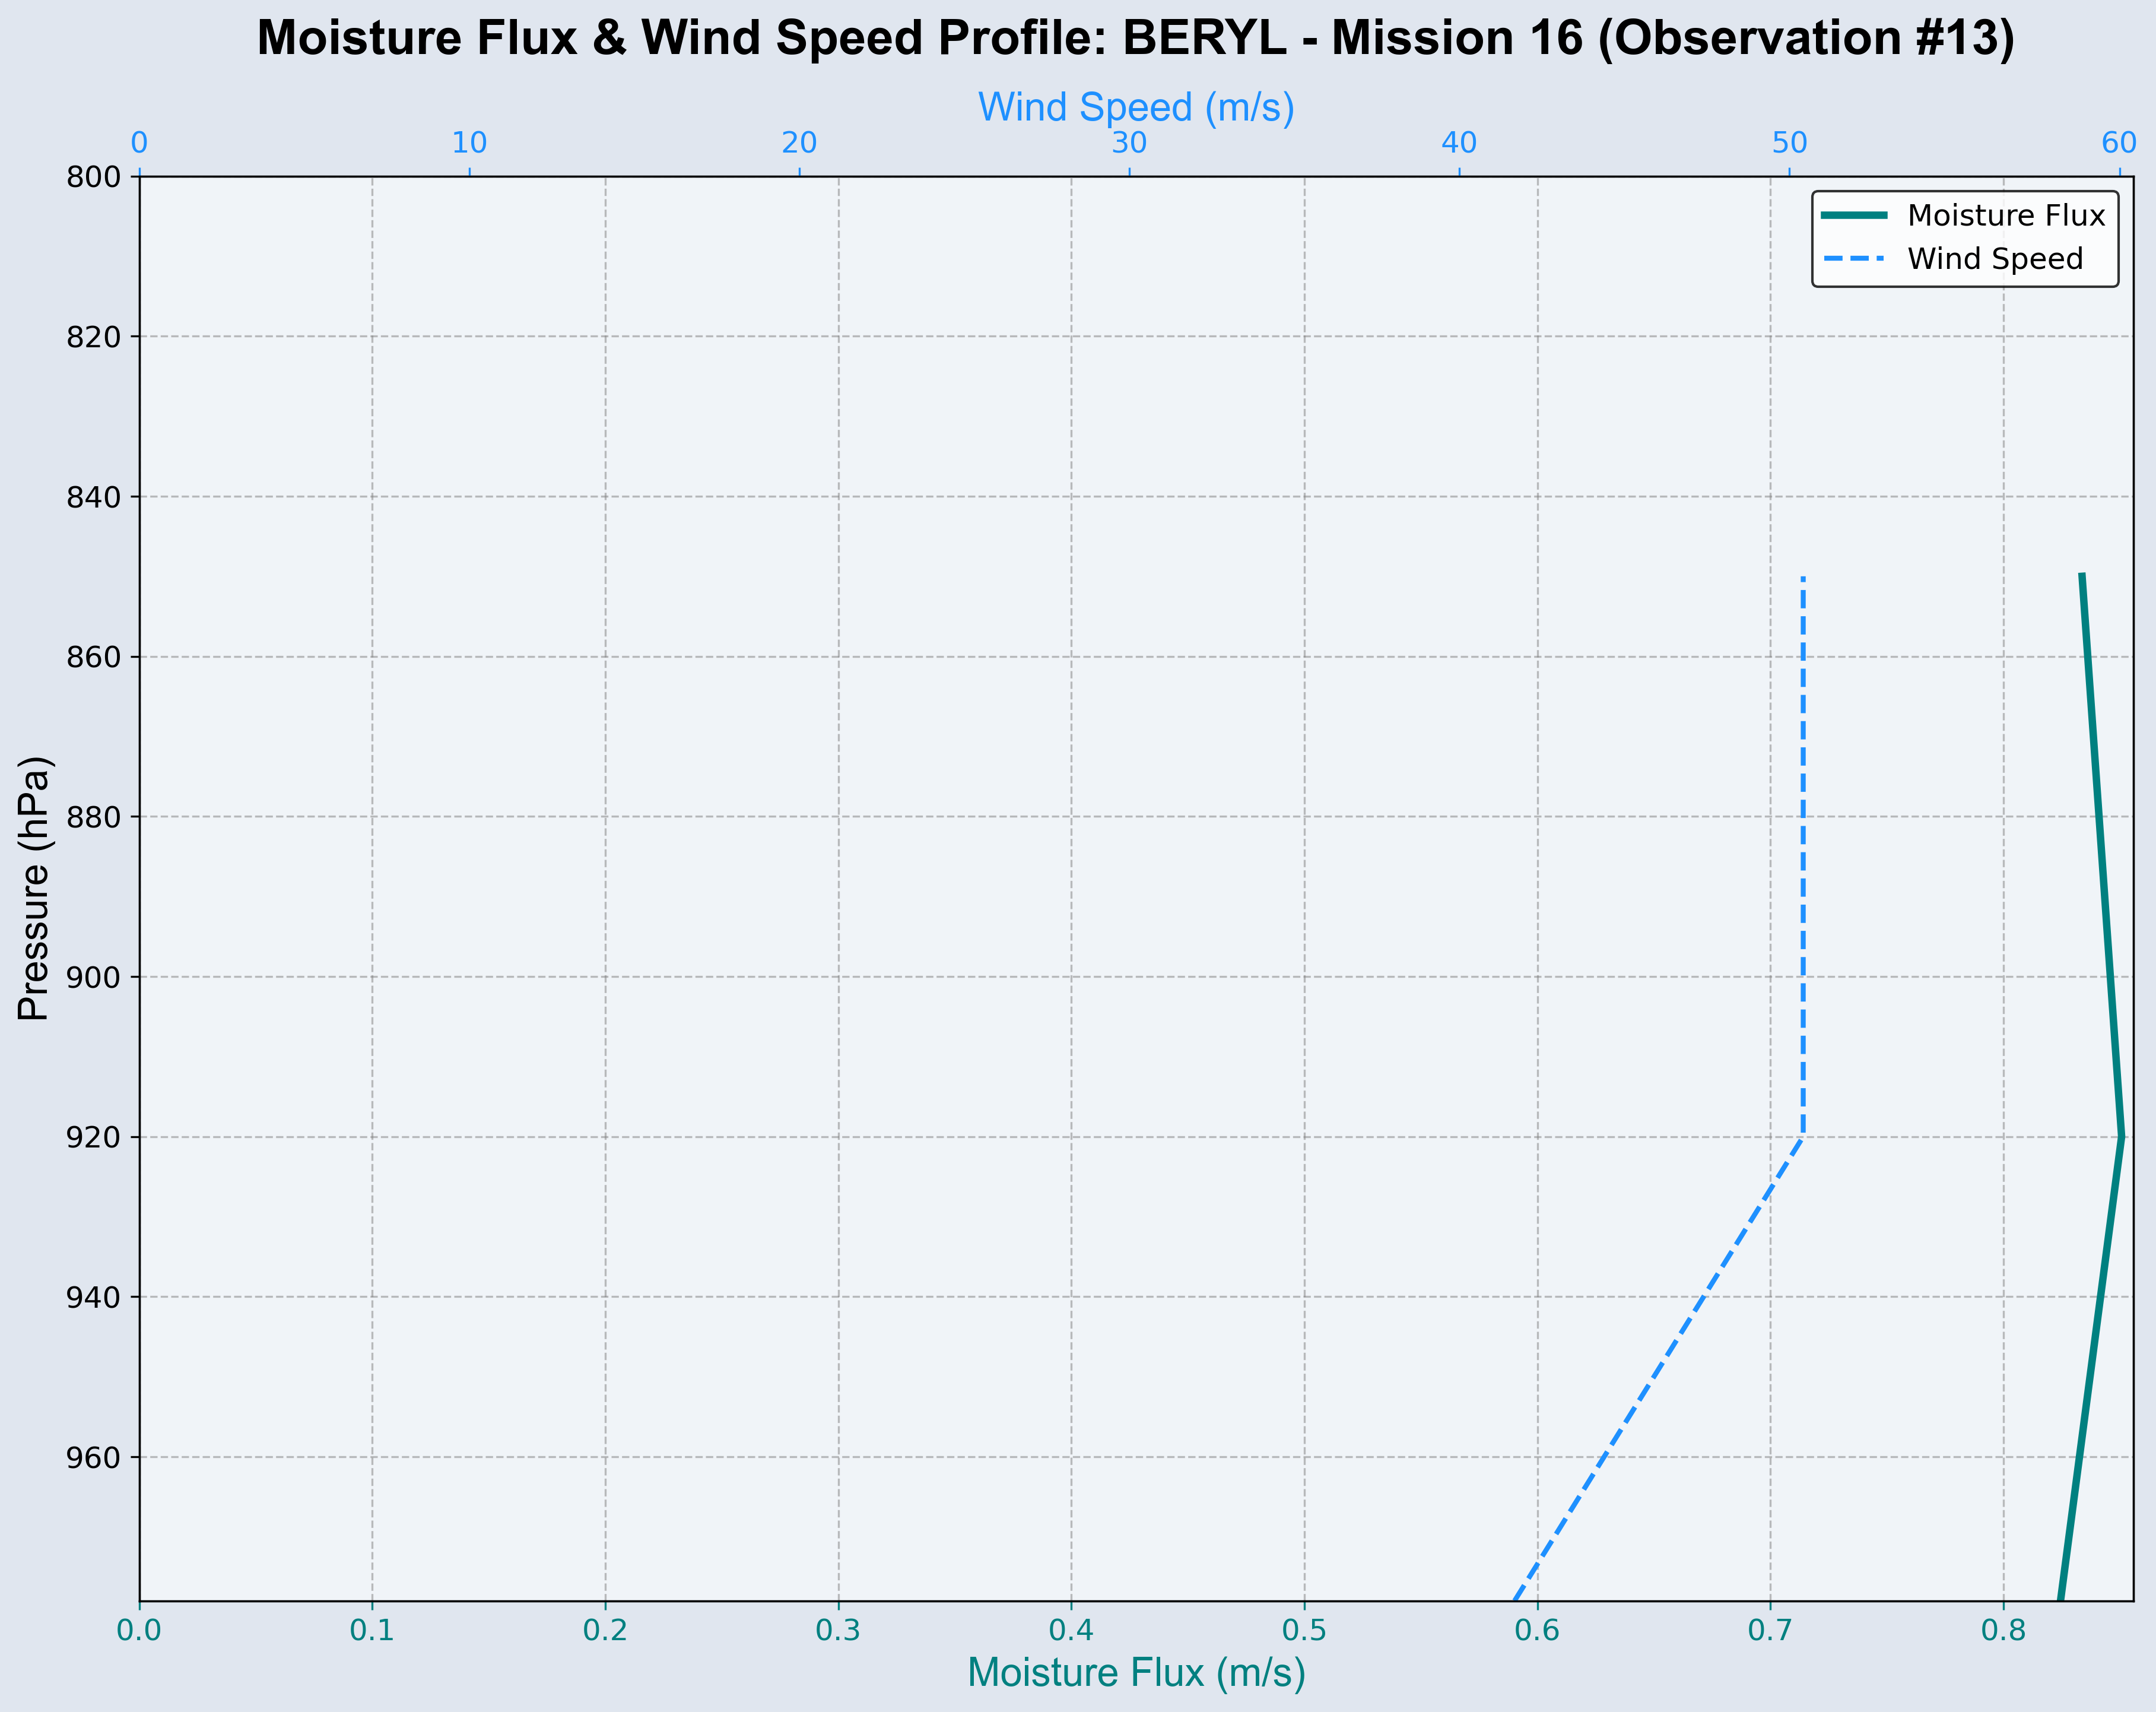 Moisture Flux & Wind Speed Profile: BERYL - Mission 16 (Observation #13)
Wind Speed (m/s)
0 10 20 30 40 50 60
Moisture Flux
Wind Speed
Pressure (hPa)
800
820
840
860
880
900
920
940
960
0.0 0.1 0.2 0.3 0.4 0.5 0.6 0.7 0.8
Moisture Flux (m/s)